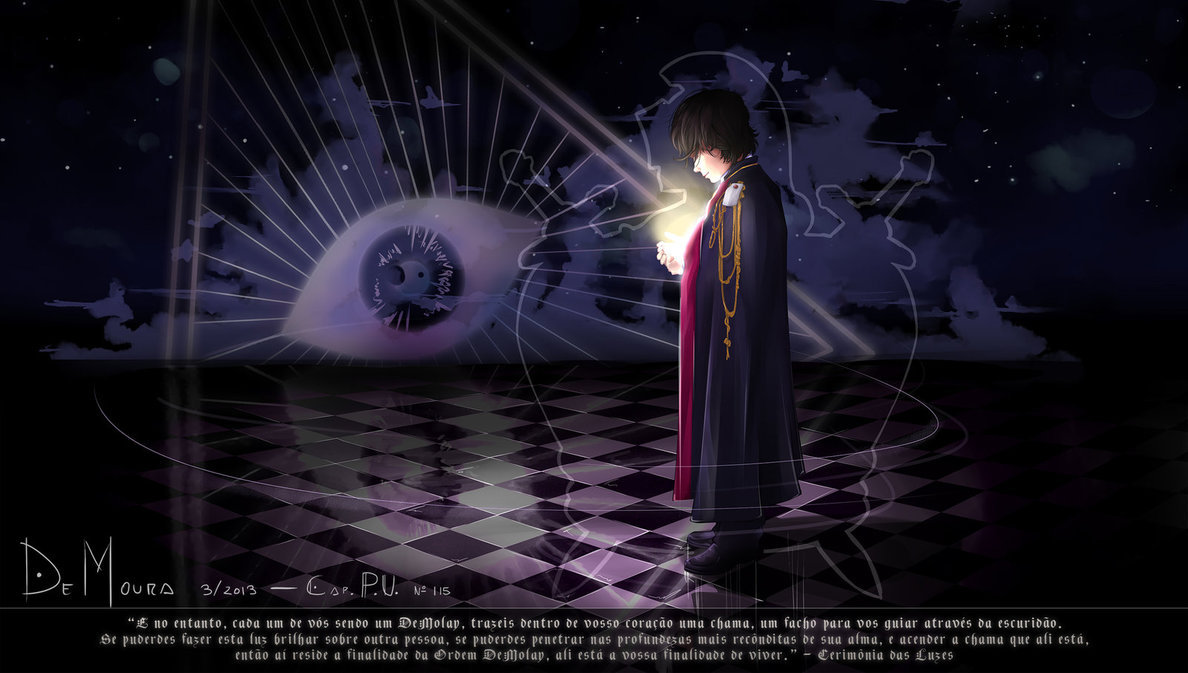 De Moura 3/2013 — Cap. P.U. Nº 115
“E no entanto, cada um de vós sendo um DeMolay, trazeis dentro de vosso coração uma chama, um facho para vos guiar através da escuridão.
Se puderdes fazer esta luz brilhar sobre outra pessoa, se puderdes penetrar nas profundezas mais recônditas de sua alma, e acender a chama que ali está,
então aí reside a finalidade da Ordem DeMolay, ali está a vossa finalidade de viver.” – Cerimônia das Luzes